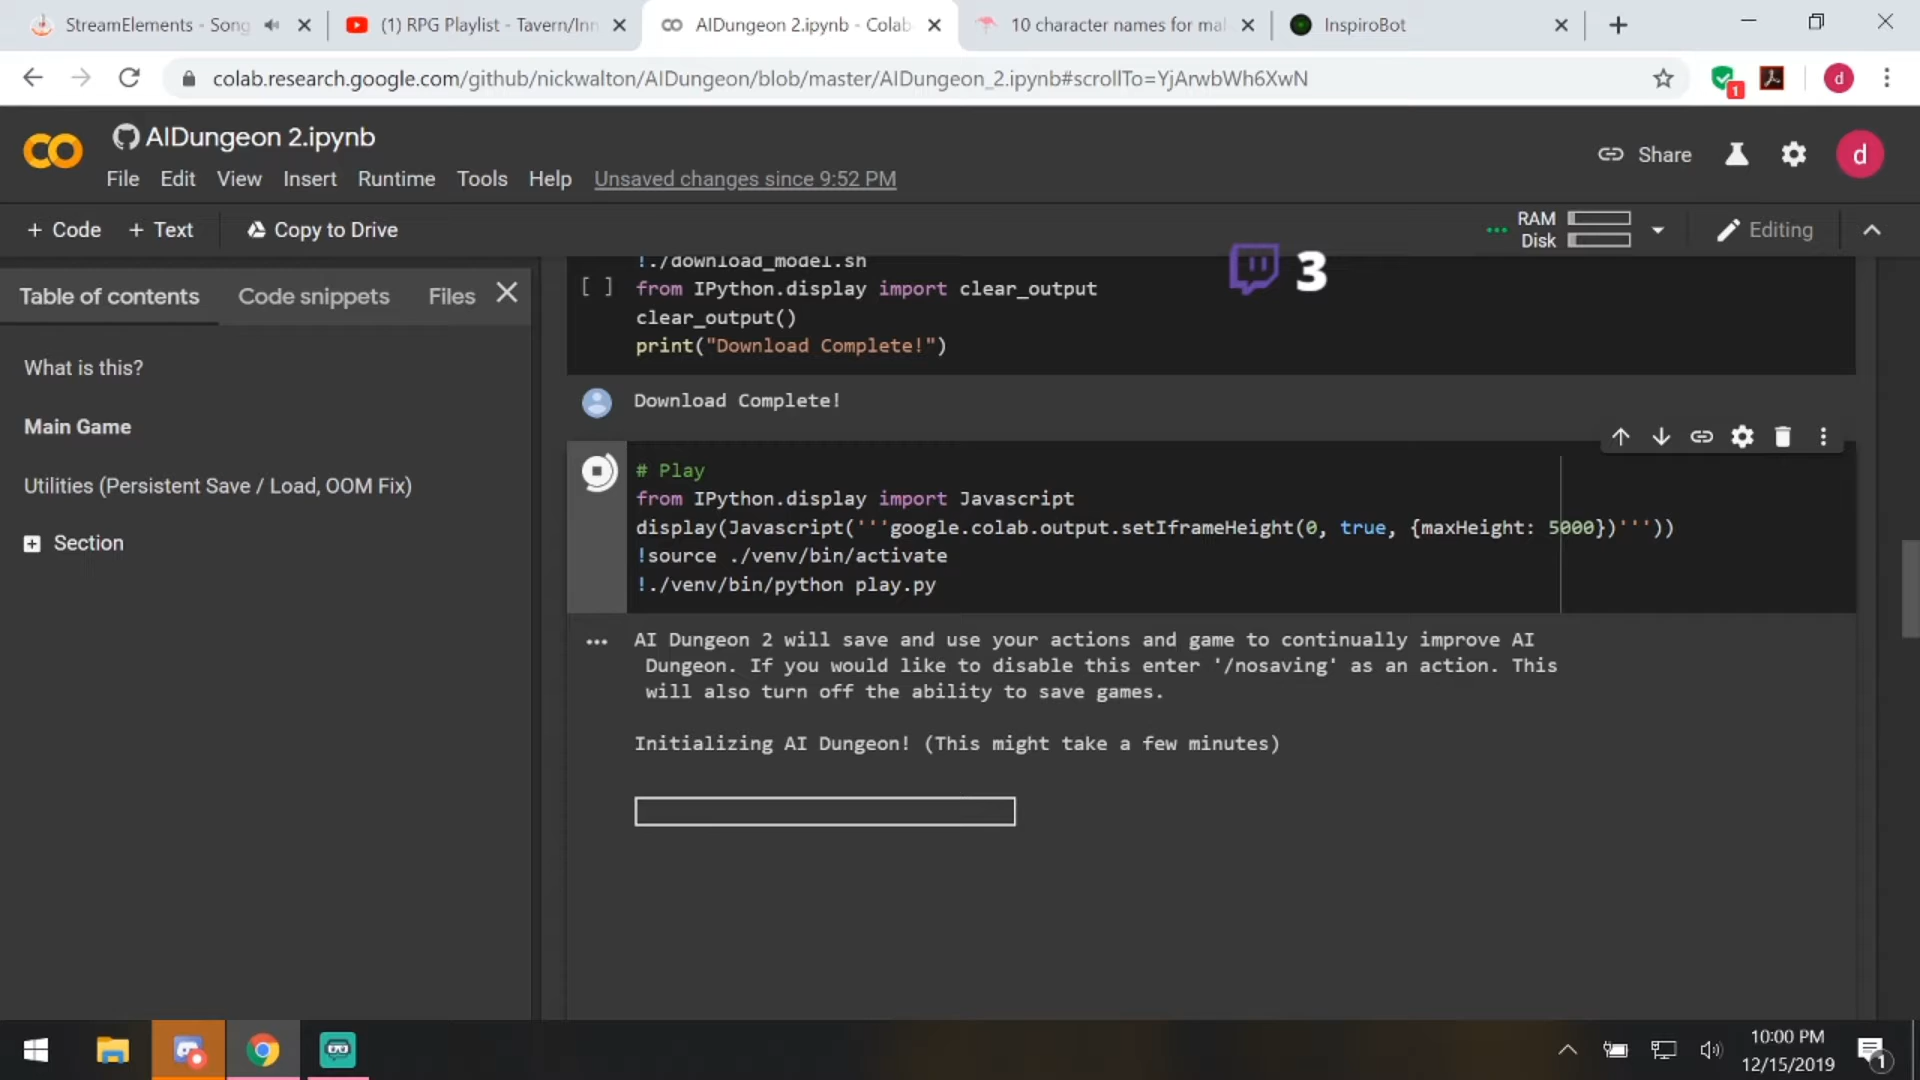 StreamElements - Song
(1) RPG Playlist - Tavern/Inn
AIDungeon 2.ipynb - Colab
10 character names for mal
InspiroBot
colab.research.google.com/github/nickwalton/AIDungeon/blob/master/AIDungeon_2.ipynb#scrollTo=YjArwbWh6XwN
1
d
AIDungeon 2.ipynb
Share
d
File Edit View Insert Runtime Tools Help Unsaved changes since 9:52 PM
+ Code + Text Copy to Drive
RAM
Disk
Editing
Table of contents Code snippets Files
What is this?
Main Game
Utilities (Persistent Save / Load, OOM Fix)
Section
!./download_model.sh
[ ] from IPython.display import clear_output
clear_output()
print("Download Complete!")
3
Download Complete!
# Play
from IPython.display import Javascript
display(Javascript('''google.colab.output.setIframeHeight(0, true, {maxHeight: 5000})'''))
!source ./venv/bin/activate
!./venv/bin/python play.py
AI Dungeon 2 will save and use your actions and game to continually improve AI
Dungeon. If you would like to disable this enter '/nosaving' as an action. This
will also turn off the ability to save games.
Initializing AI Dungeon! (This might take a few minutes)
10:00 PM
12/15/2019
1